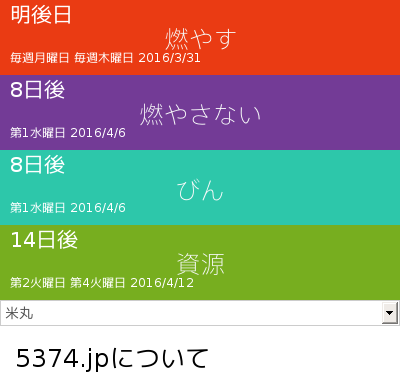 明後日
燃やす
毎週月曜日 毎週木曜日 2016/3/31
8日後
燃やさない
第1水曜日 2016/4/6
8日後
びん
第1水曜日 2016/4/6
14日後
資源
第2火曜日 第4火曜日 2016/4/12
米丸
5374.jpについて